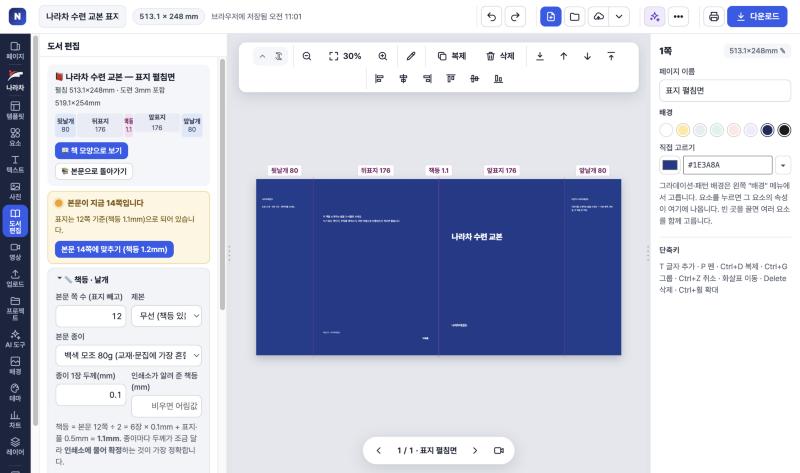 N
나라차 수련 교본 표지
513.1 × 248 mm
브라우저에 저장됨 오전 11:01
다운로드
페이지
나라차
템플릿
요소
텍스트
사진
도서
편집
영상
업로드
프로젝
트
AI 도구
배경
테마
차트
레이어
도서 편집
나라차 수련 교본 — 표지 펼침면
펼침 513.1×248mm · 도련 3mm 포함
519.1×254mm
뒷날개
80
뒤표지
176
책등
1.1
앞표지
176
앞날개
80
책 모양으로 보기
본문으로 돌아가기
본문이 지금 14쪽입니다
표지는 12쪽 기준(책등 1.1mm)으로 되어 있습니
다.
본문 14쪽에 맞추기 (책등 1.2mm)
책등 · 날개
본문 쪽 수 (표지 빼고)
12
제본
무선 (책등 있
본문 종이
백색 모조 80g (교재·문집에 가장 흔한
종이 1장 두께(mm)
0.1
인쇄소가 알려 준 책등
(mm)
비우면 어림값
책등 = 본문 12쪽 ÷ 2 = 6장 × 0.1mm + 표지·
풀 0.5mm = 1.1mm. 종이마다 두께가 조금 달
라 인쇄소에 물어 확정하는 것이 가장 정확합니
다.
30%
복제
삭제
뒷날개 80
뒤표지 176
책등 1.1
앞표지 176
앞날개 80
나라차 수련 교본
1 / 1 · 표지 펼침면
1쪽
513.1×248mm
페이지 이름
표지 펼침면
배경
직접 고르기
#1E3A8A
그라데이션·패턴 배경은 왼쪽 "배경" 메뉴에
서 고릅니다. 요소를 누르면 그 요소의 속성
이 여기에 나옵니다. 빈 곳을 끌면 여러 요소
를 함께 고릅니다.
단축키
T 글자 추가 · P 펜 · Ctrl+D 복제 · Ctrl+G
그룹 · Ctrl+Z 취소 · 화살표 이동 · Delete
삭제 · Ctrl+휠 확대